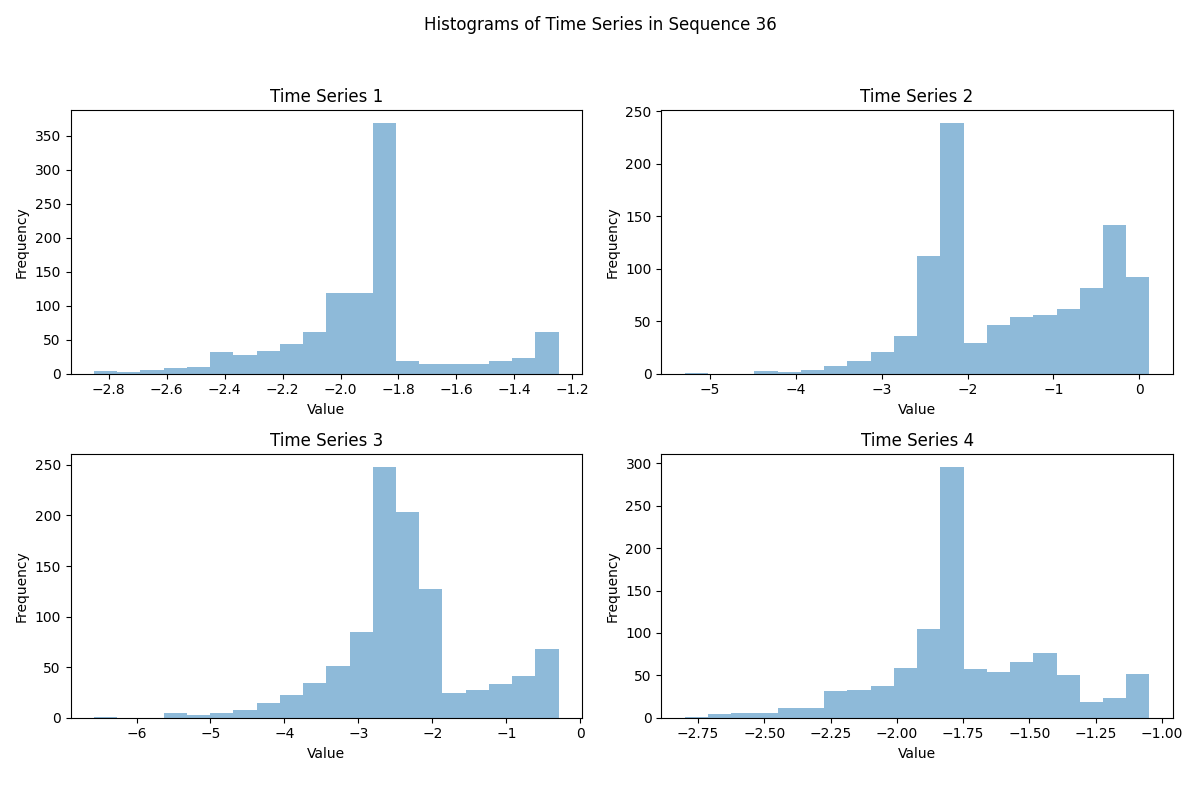 Histograms of Time Series in Sequence 36
Time Series 1
Frequency
350
300
250
200
150
100
50
0
−2.8 −2.6 −2.4 −2.2 −2.0 −1.8 −1.6 −1.4 −1.2
Value
Time Series 2
Frequency
250
200
150
100
50
0
−5 −4 −3 −2 −1 0
Value
Time Series 3
Frequency
250
200
150
100
50
0
−6 −5 −4 −3 −2 −1 0
Value
Time Series 4
Frequency
300
250
200
150
100
50
0
−2.75 −2.50 −2.25 −2.00 −1.75 −1.50 −1.25 −1.00
Value